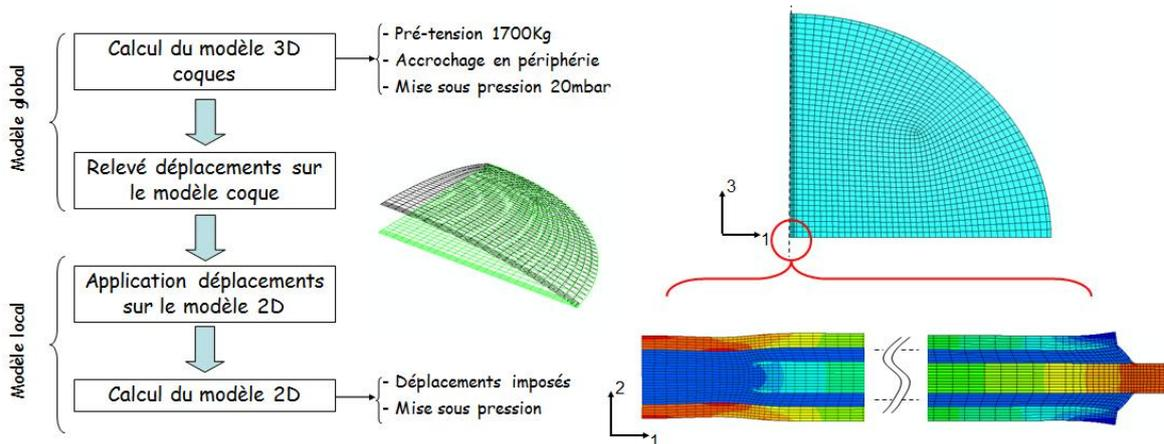 Modèle global
Calcul du modèle 3D
coques
- Pré-tension 1700Kg
- Accrochage en périphérie
- Mise sous pression 20mbar
Relevé déplacements sur
le modèle coque
Modèle local
Application déplacements
sur le modèle 2D
Calcul du modèle 2D
- Déplacements imposés
- Mise sous pression
3
1
2
1